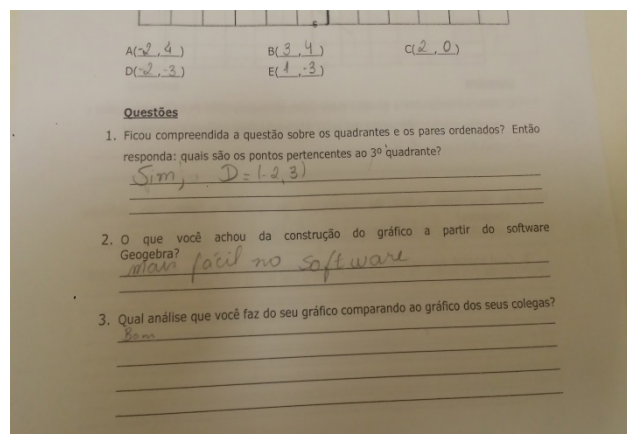 5
A(-2, 4) B(3, 4) C(2, 0)
D(-2, -3) E(1, -3)
Questões
1. Ficou compreendida a questão sobre os quadrantes e os pares ordenados? Então
responda: quais são os pontos pertencentes ao 3º quadrante?
Sim, D = (-2, 3)
2. O que você achou da construção do gráfico a partir do software
Geogebra?
mais fácil no software
3. Qual análise que você faz do seu gráfico comparando ao gráfico dos seus colegas?
Bom